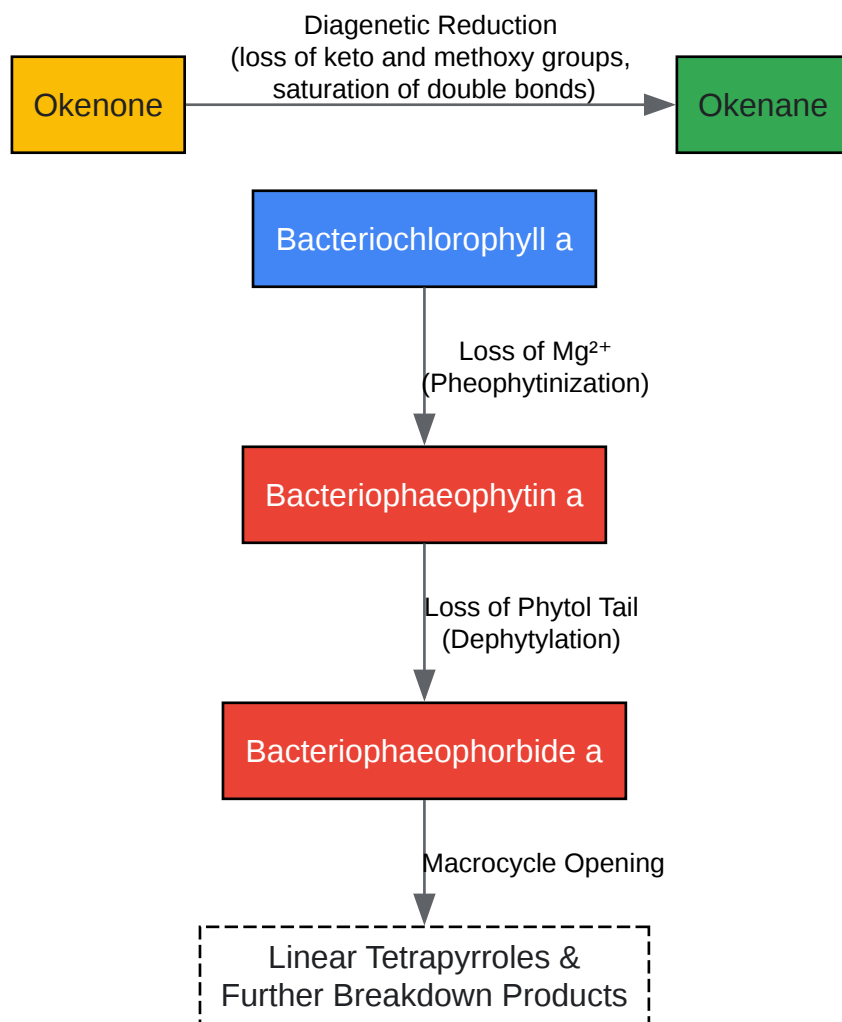 Diagenetic Reduction
(loss of keto and methoxy groups,
saturation of double bonds)
Okenone
Okenane
Bacteriochlorophyll a
Loss of Mg²⁺
(Pheophytinization)
Bacteriophaeophytin a
Loss of Phytol Tail
(Dephytylation)
Bacteriophaeophorbide a
Macrocycle Opening
Linear Tetrapyrroles &
Further Breakdown Products